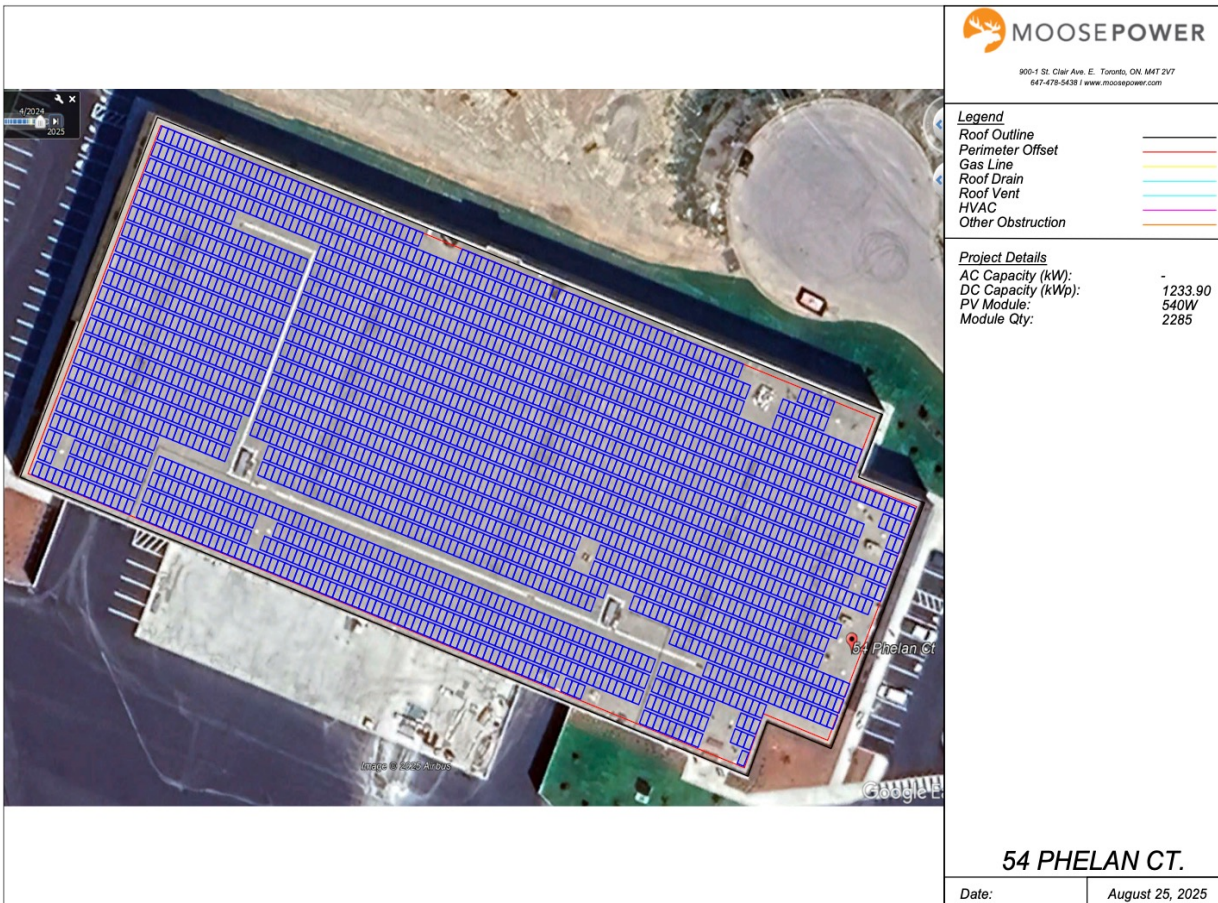 4/2024
2025
54 Phelan Ct
Image © 2025 Airbus
MOOSEPOWER
900-1 St. Clair Ave. E. Toronto, ON. M4T 2V7
647-478-5438 I www.moosepower.com
Legend
Roof Outline
Perimeter Offset
Gas Line
Roof Drain
Roof Vent
HVAC
Other Obstruction
Project Details
AC Capacity (kW): -
DC Capacity (kWp): 1233.90
PV Module: 540W
Module Qty: 2285
54 PHELAN CT.
Date: August 25, 2025